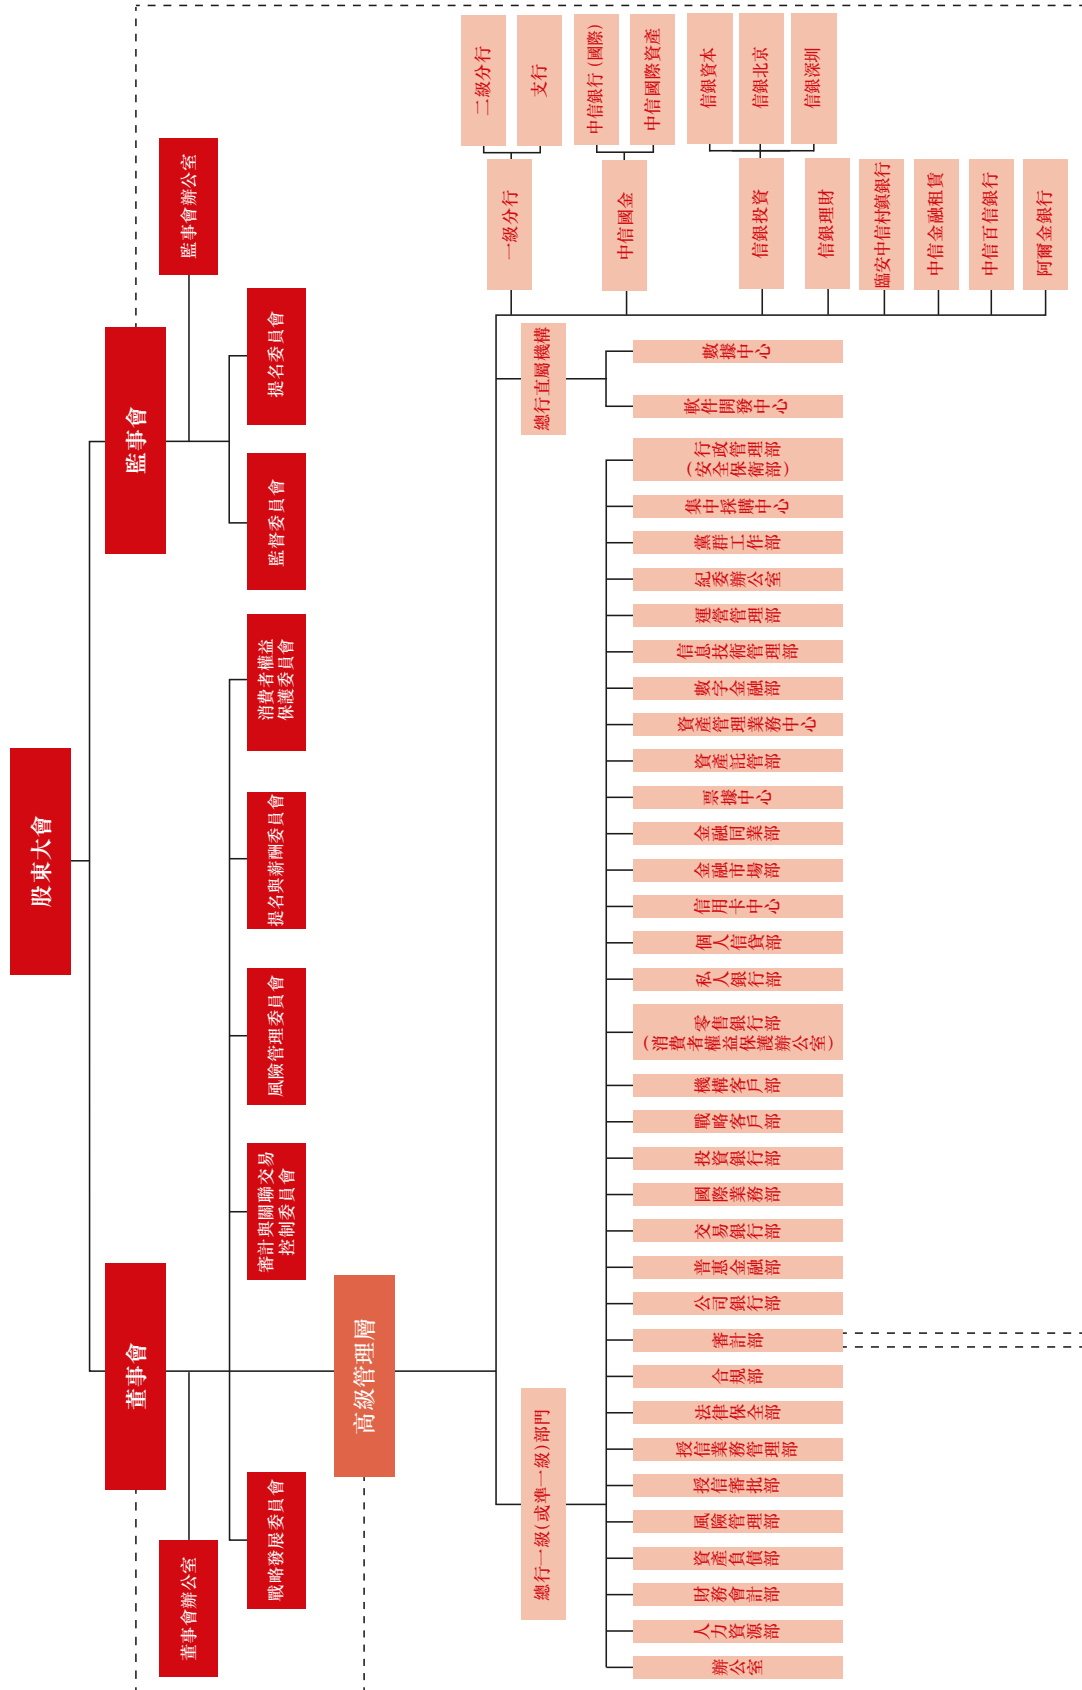 股東大會
董事會
監事會
董事會辦公室
監事會辦公室
戰略發展委員會
審計與關聯交易
控制委員會
風險管理委員會
提名與薪酬委員會
消費者權益
保護委員會
監督委員會
提名委員會
高級管理層
總行一級(或準一級)部門
總行直屬機構
辦公室
人力資源部
財務會計部
資產負債部
風險管理部
授信審批部
授信業務管理部
法律保全部
合規部
審計部
公司銀行部
普惠金融部
交易銀行部
國際業務部
投資銀行部
戰略客戶部
機構客戶部
零售銀行部
(消費者權益保護辦公室)
私人銀行部
個人信貸部
信用卡中心
金融市場部
金融同業部
票據中心
資產託管部
資產管理業務中心
數字金融部
信息技術管理部
運營管理部
紀委辦公室
黨群工作部
集中採購中心
行政管理部
(安全保衛部)
軟件開發中心
數據中心
一級分行
二級分行
支行
中信國金
中信銀行(國際)
中信國際資產
信銀投資
信銀資本
信銀北京
信銀深圳
信銀理財
臨安中信村鎮銀行
中信金融租賃
中信百信銀行
阿爾金銀行